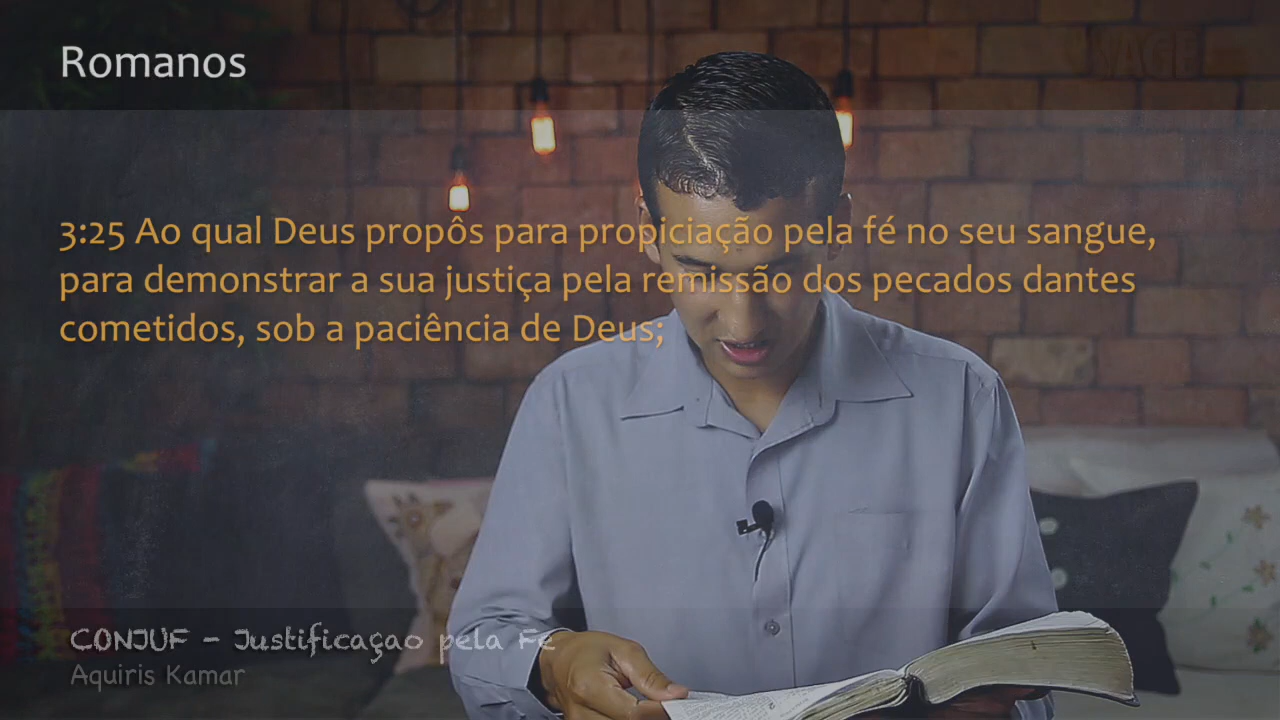 Romanos
3:25 Ao qual Deus propôs para propiciação pela fé no seu sangue,
para demonstrar a sua justiça pela remissão dos pecados dantes
cometidos, sob a paciência de Deus;
CONJUF - Justificaçao pela Fe
Aquiris Kamar